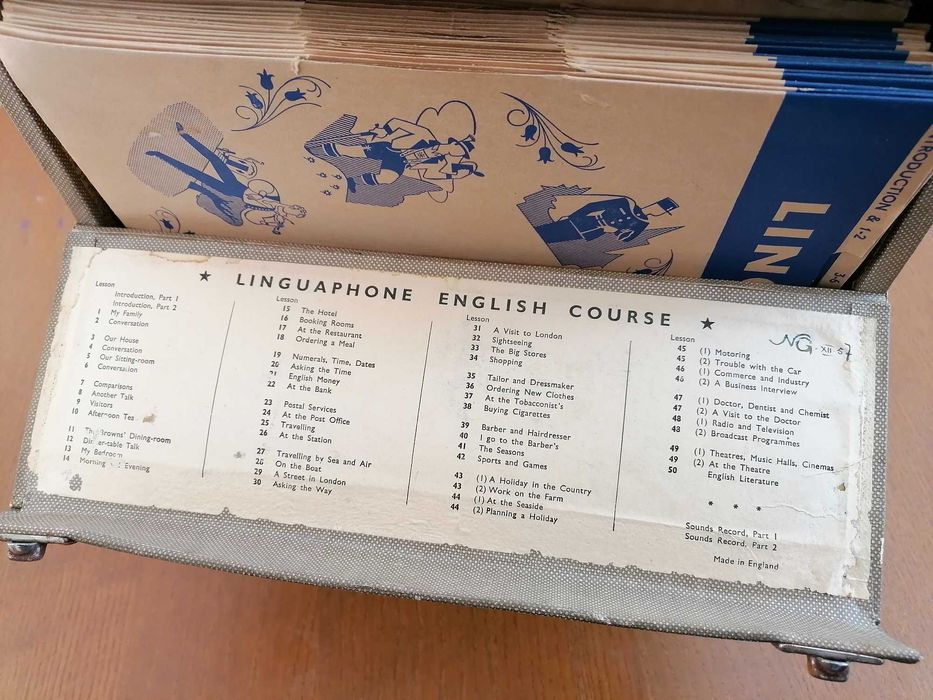 INTRODUCTION & 1-2
LIN
3-6
★ LINGUAPHONE ENGLISH COURSE ★
NG·XII·57
Lesson
Introduction, Part 1
Introduction, Part 2
1 My Family
2 Conversation
3 Our House
4 Conversation
5 Our Sitting-room
6 Conversation
7 Comparisons
8 Another Talk
9 Visitors
10 Afternoon Tea
11 The Browns' Dining-room
12 Dinner-table Talk
13 My Bedroom
14 Morning and Evening
Lesson
15 The Hotel
16 Booking Rooms
17 At the Restaurant
18 Ordering a Meal
19 Numerals, Time, Dates
20 Asking the Time
21 English Money
22 At the Bank
23 Postal Services
24 At the Post Office
25 Travelling
26 At the Station
27 Travelling by Sea and Air
28 On the Boat
29 A Street in London
30 Asking the Way
Lesson
31 A Visit to London
32 Sightseeing
33 The Big Stores
34 Shopping
35 Tailor and Dressmaker
36 Ordering New Clothes
37 At the Tobacconist's
38 Buying Cigarettes
39 Barber and Hairdresser
40 I go to the Barber's
41 The Seasons
42 Sports and Games
43 (1) A Holiday in the Country
43 (2) Work on the Farm
44 (1) At the Seaside
44 (2) Planning a Holiday
Lesson
45 (1) Motoring
45 (2) Trouble with the Car
46 (1) Commerce and Industry
46 (2) A Business Interview
47 (1) Doctor, Dentist and Chemist
47 (2) A Visit to the Doctor
48 (1) Radio and Television
48 (2) Broadcast Programmes
49 (1) Theatres, Music Halls, Cinemas
49 (2) At the Theatre
50 English Literature
* * *
Sounds Record, Part 1
Sounds Record, Part 2
Made in England